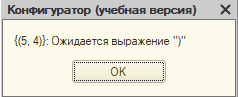 Конфигуратор (учебная версия)
{(5, 4)}: Ожидается выражение ")"
OK